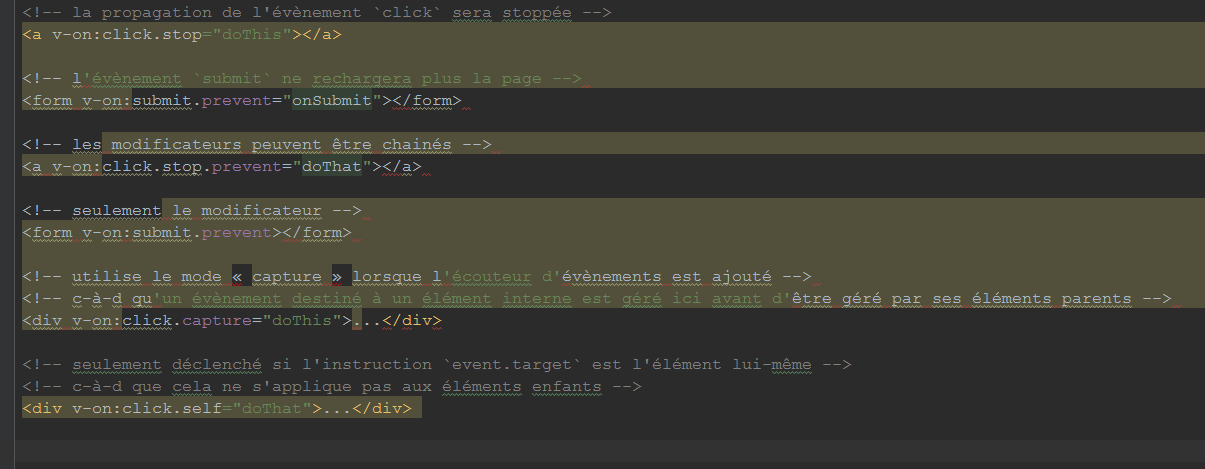 <!-- la propagation de l'évènement `click` sera stoppée -->
<a v-on:click.stop="doThis"></a>
<!-- l'évènement `submit` ne rechargera plus la page -->
<form v-on:submit.prevent="onSubmit"></form>
<!-- les modificateurs peuvent être chainés -->
<a v-on:click.stop.prevent="doThat"></a>
<!-- seulement le modificateur -->
<form v-on:submit.prevent></form>
<!-- utilise le mode « capture » lorsque l'écouteur d'évènements est ajouté -->
<!-- c-à-d qu'un évènement destiné à un élément interne est géré ici avant d'être géré par ses éléments parents -->
<div v-on:click.capture="doThis">...</div>
<!-- seulement déclenché si l'instruction `event.target` est l'élément lui-même -->
<!-- c-à-d que cela ne s'applique pas aux éléments enfants -->
<div v-on:click.self="doThat">...</div>